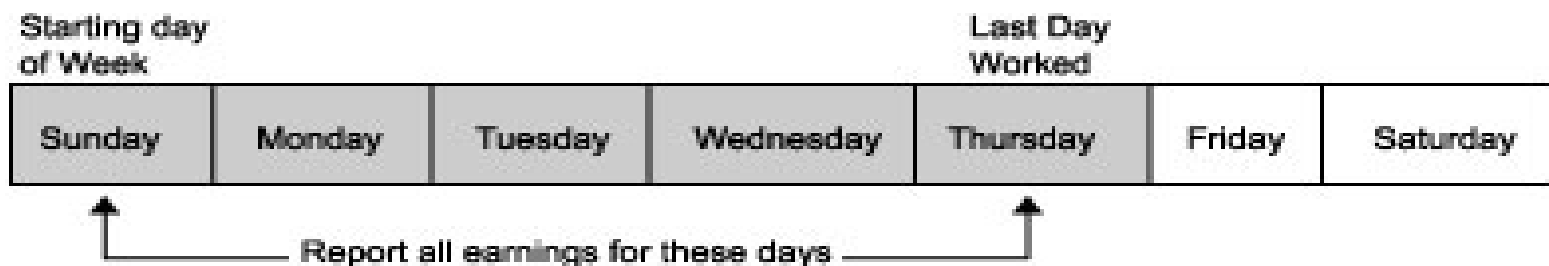 Starting day
of Week
Last Day
Worked
Sunday Monday Tuesday Wednesday Thursday Friday Saturday
Report all earnings for these days